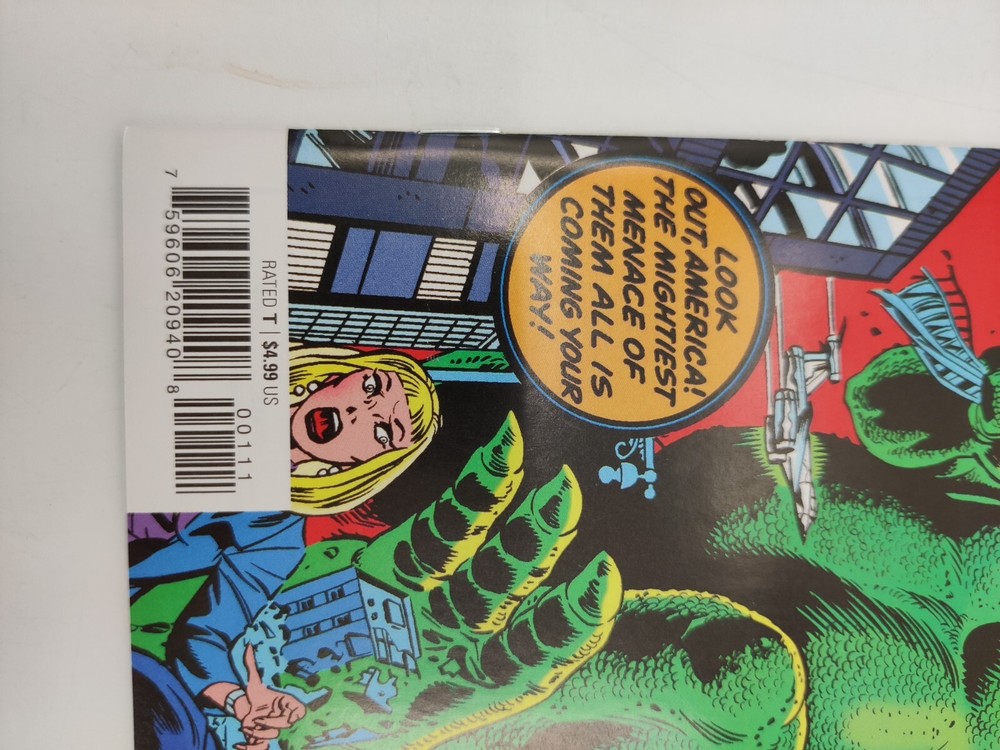 LOOK
OUT, AMERICA!
THE MIGHTIEST
MENACE OF
THEM ALL IS
COMING YOUR
WAY!
RATED T | $4.99 US
00111
7 59606 20940 8